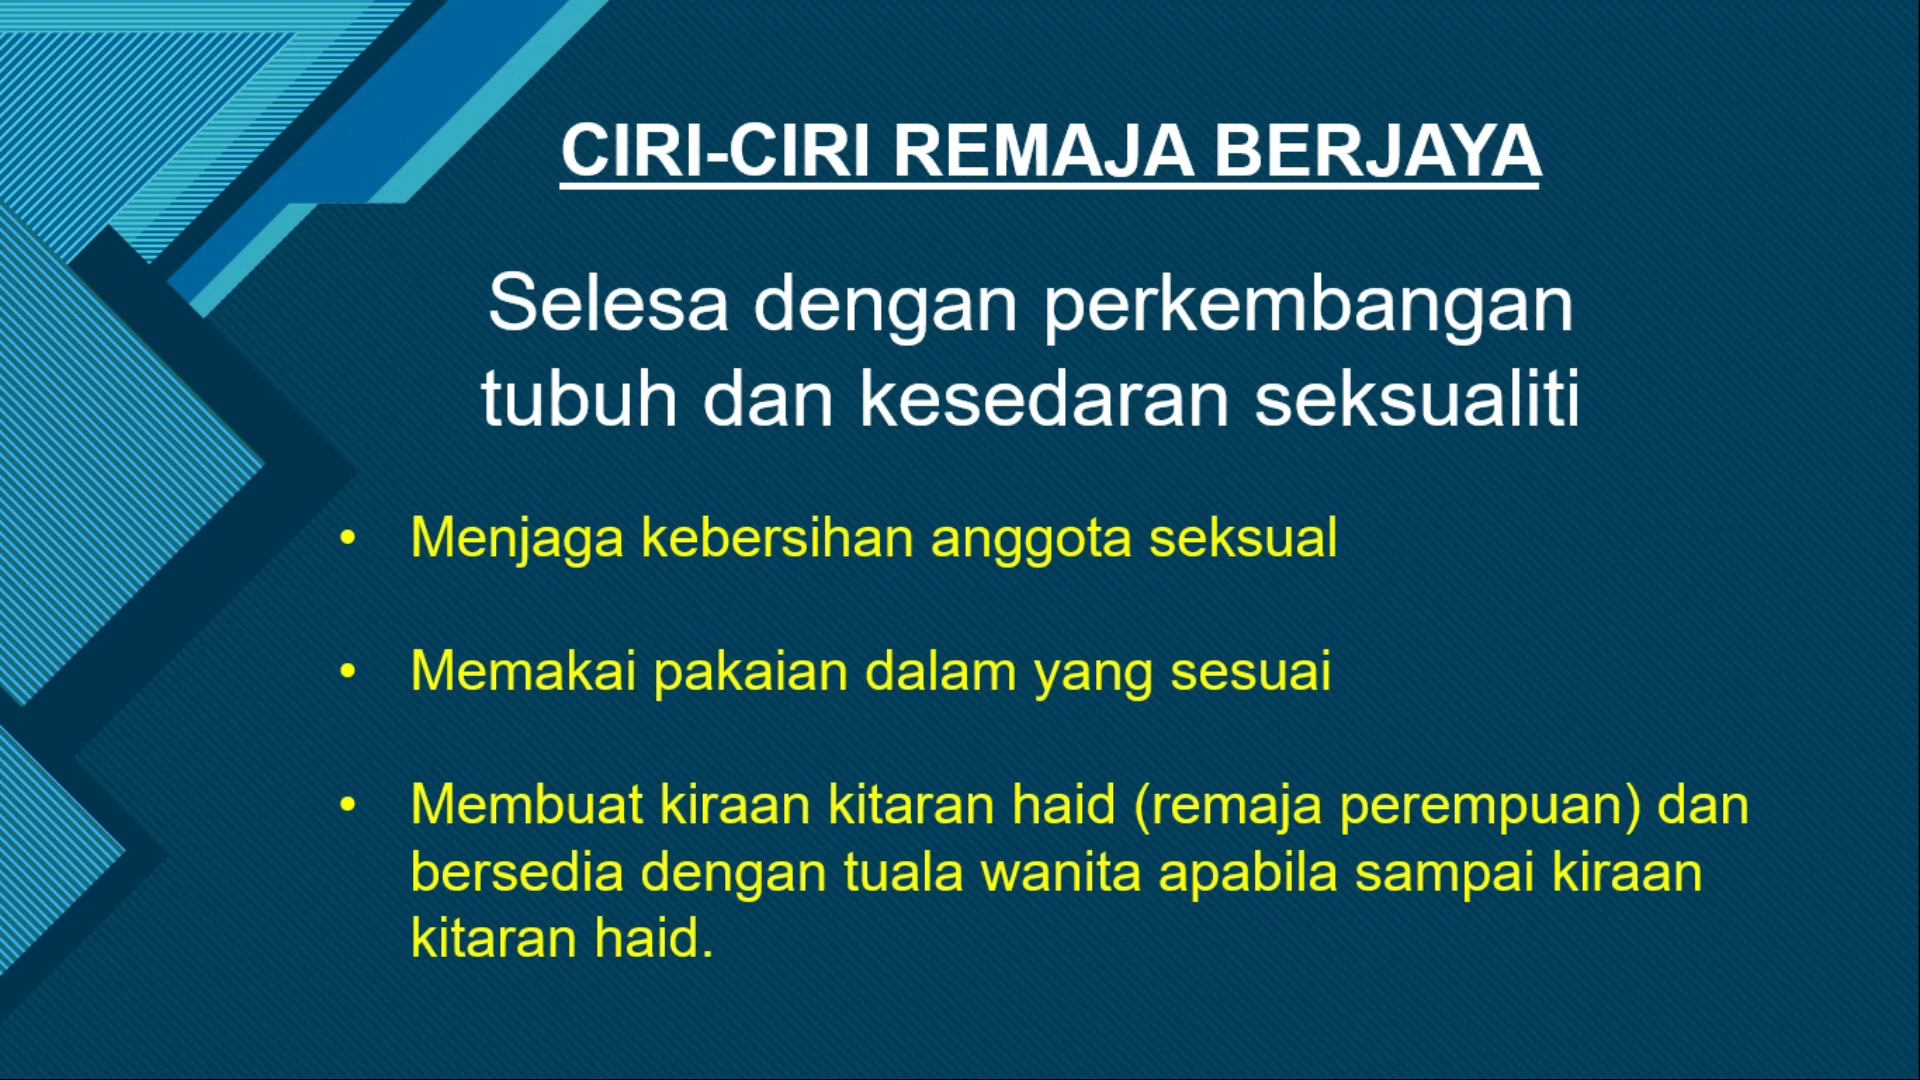 CIRI-CIRI REMAJA BERJAYA
Selesa dengan perkembangan
tubuh dan kesedaran seksualiti
• Menjaga kebersihan anggota seksual
• Memakai pakaian dalam yang sesuai
• Membuat kiraan kitaran haid (remaja perempuan) dan
bersedia dengan tuala wanita apabila sampai kiraan
kitaran haid.